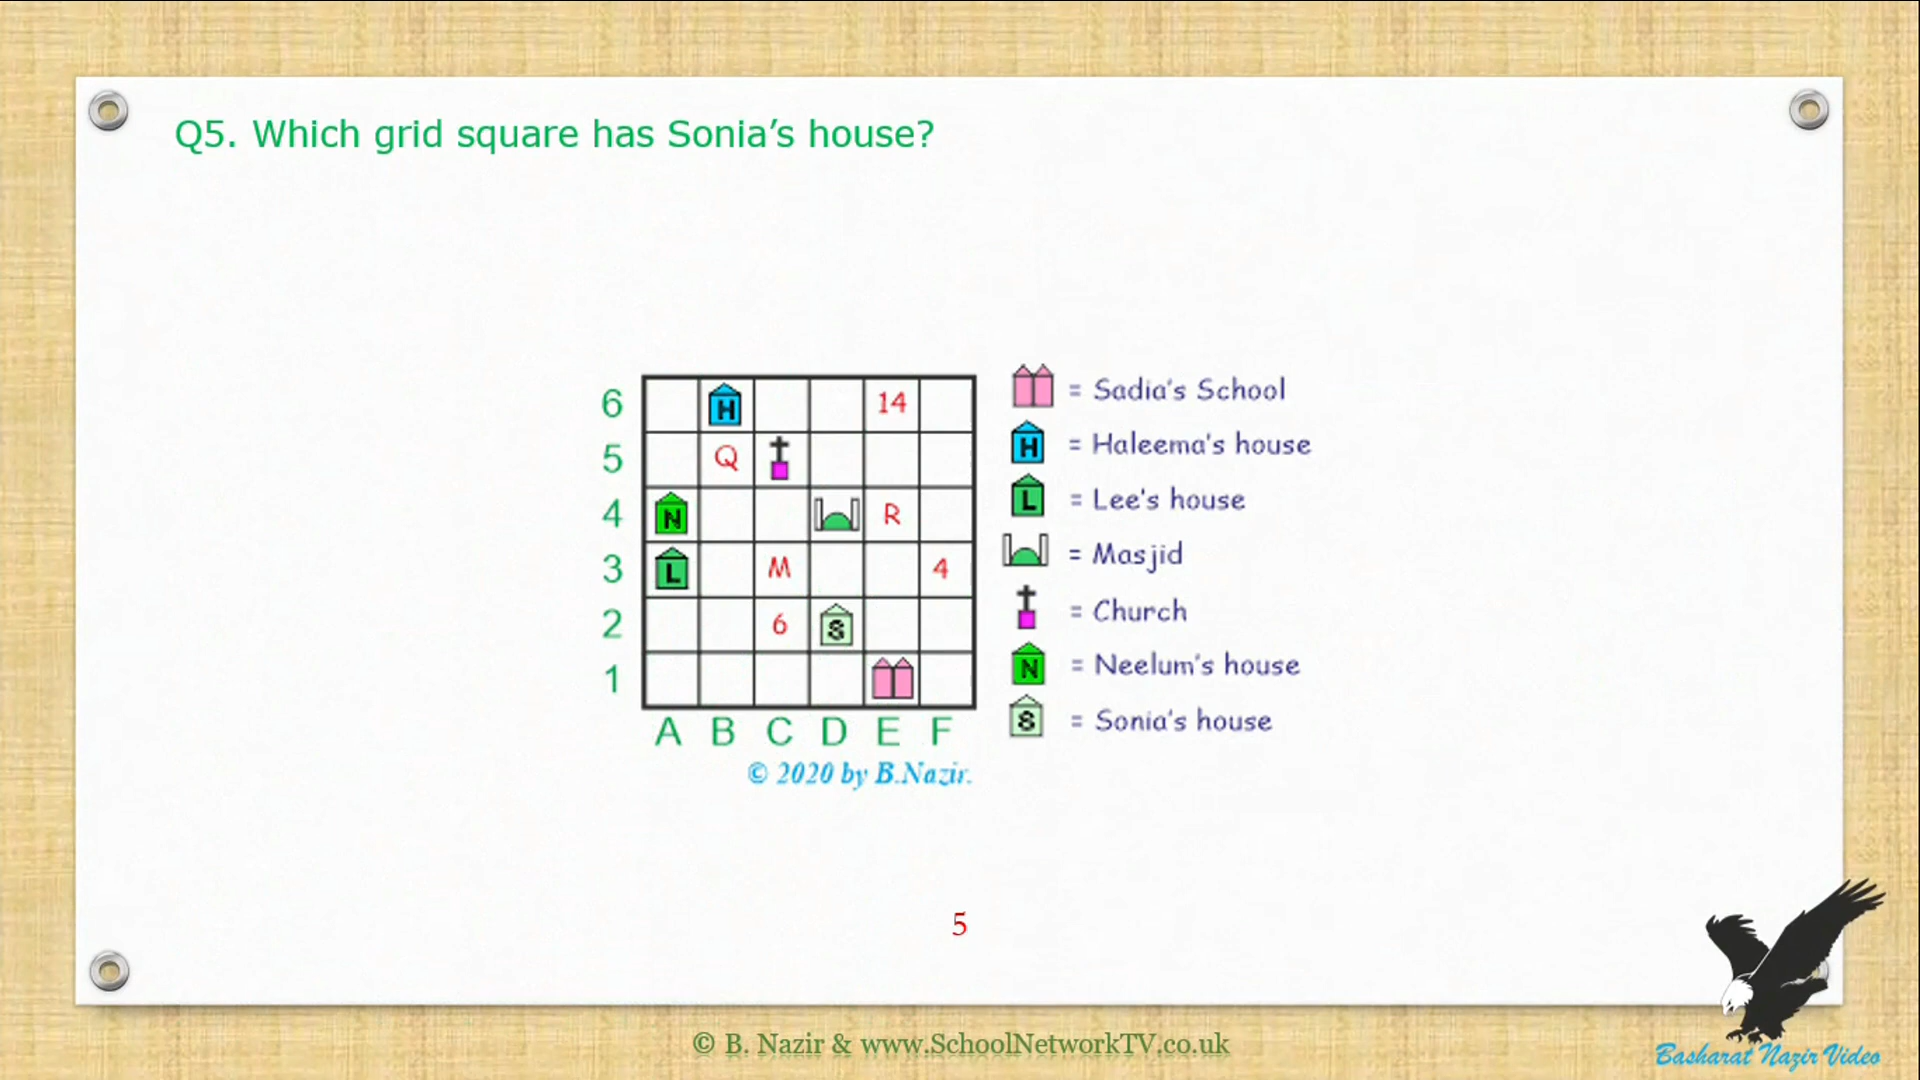 Q5. Which grid square has Sonia's house?
6 H 14
5 Q
4 N R
3 L M 4
2 6 S
1
A B C D E F
© 2020 by B.Nazir.
= Sadia's School
H = Haleema's house
L = Lee's house
= Masjid
= Church
N = Neelum's house
S = Sonia's house
5
© B. Nazir & www.SchoolNetworkTV.co.uk
Basharat Nazir Video